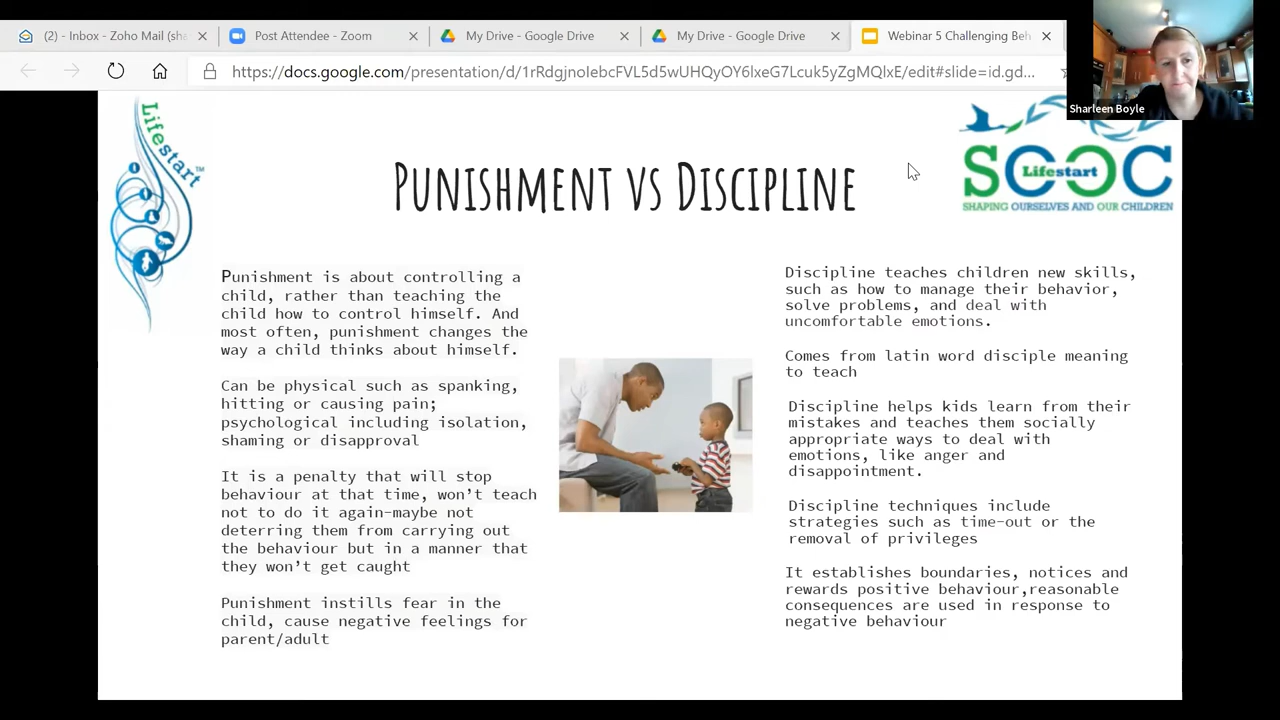 (2) - Inbox - Zoho Mail (sha
Post Attendee - Zoom
My Drive - Google Drive
My Drive - Google Drive
Webinar 5 Challenging Beh
https://docs.google.com/presentation/d/1rRdgjnoIebcFVL5d5wUHQyOY6lxeG7Lcuk5yZgMQlxE/edit#slide=id.gd...
Sharleen Boyle
Lifestart™
SOOC
Lifestart
SHAPING OURSELVES AND OUR CHILDREN
PUNISHMENT VS DISCIPLINE
Punishment is about controlling a
child, rather than teaching the
child how to control himself. And
most often, punishment changes the
way a child thinks about himself.
Can be physical such as spanking,
hitting or causing pain;
psychological including isolation,
shaming or disapproval
It is a penalty that will stop
behaviour at that time, won't teach
not to do it again-maybe not
deterring them from carrying out
the behaviour but in a manner that
they won't get caught
Punishment instills fear in the
child, cause negative feelings for
parent/adult
Discipline teaches children new skills,
such as how to manage their behavior,
solve problems, and deal with
uncomfortable emotions.
Comes from latin word disciple meaning
to teach
Discipline helps kids learn from their
mistakes and teaches them socially
appropriate ways to deal with
emotions, like anger and
disappointment.
Discipline techniques include
strategies such as time-out or the
removal of privileges
It establishes boundaries, notices and
rewards positive behaviour,reasonable
consequences are used in response to
negative behaviour